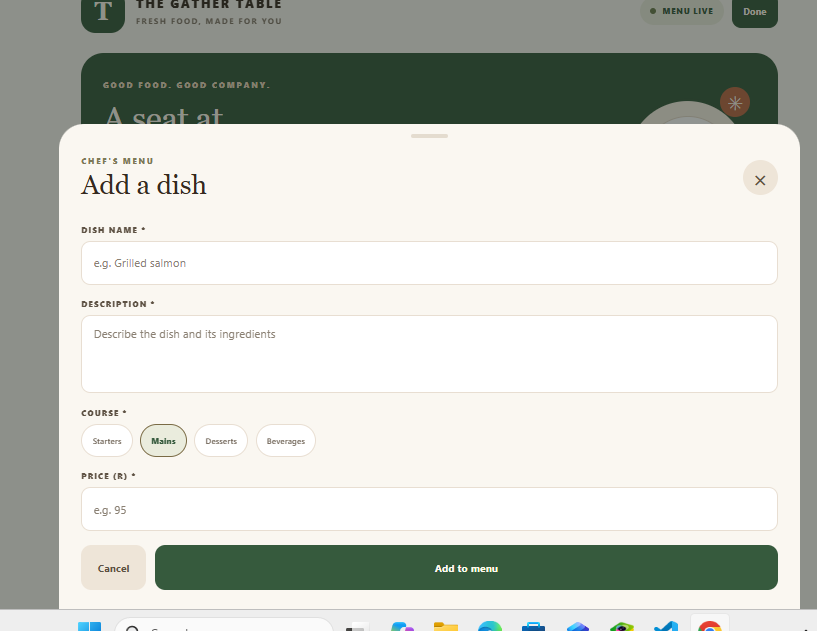 T
THE GATHER TABLE
FRESH FOOD, MADE FOR YOU
MENU LIVE
Done
GOOD FOOD. GOOD COMPANY.
A seat at
CHEF'S MENU
Add a dish
×
DISH NAME *
e.g. Grilled salmon
DESCRIPTION *
Describe the dish and its ingredients
COURSE *
Starters Mains Desserts Beverages
PRICE (R) *
e.g. 95
Cancel Add to menu